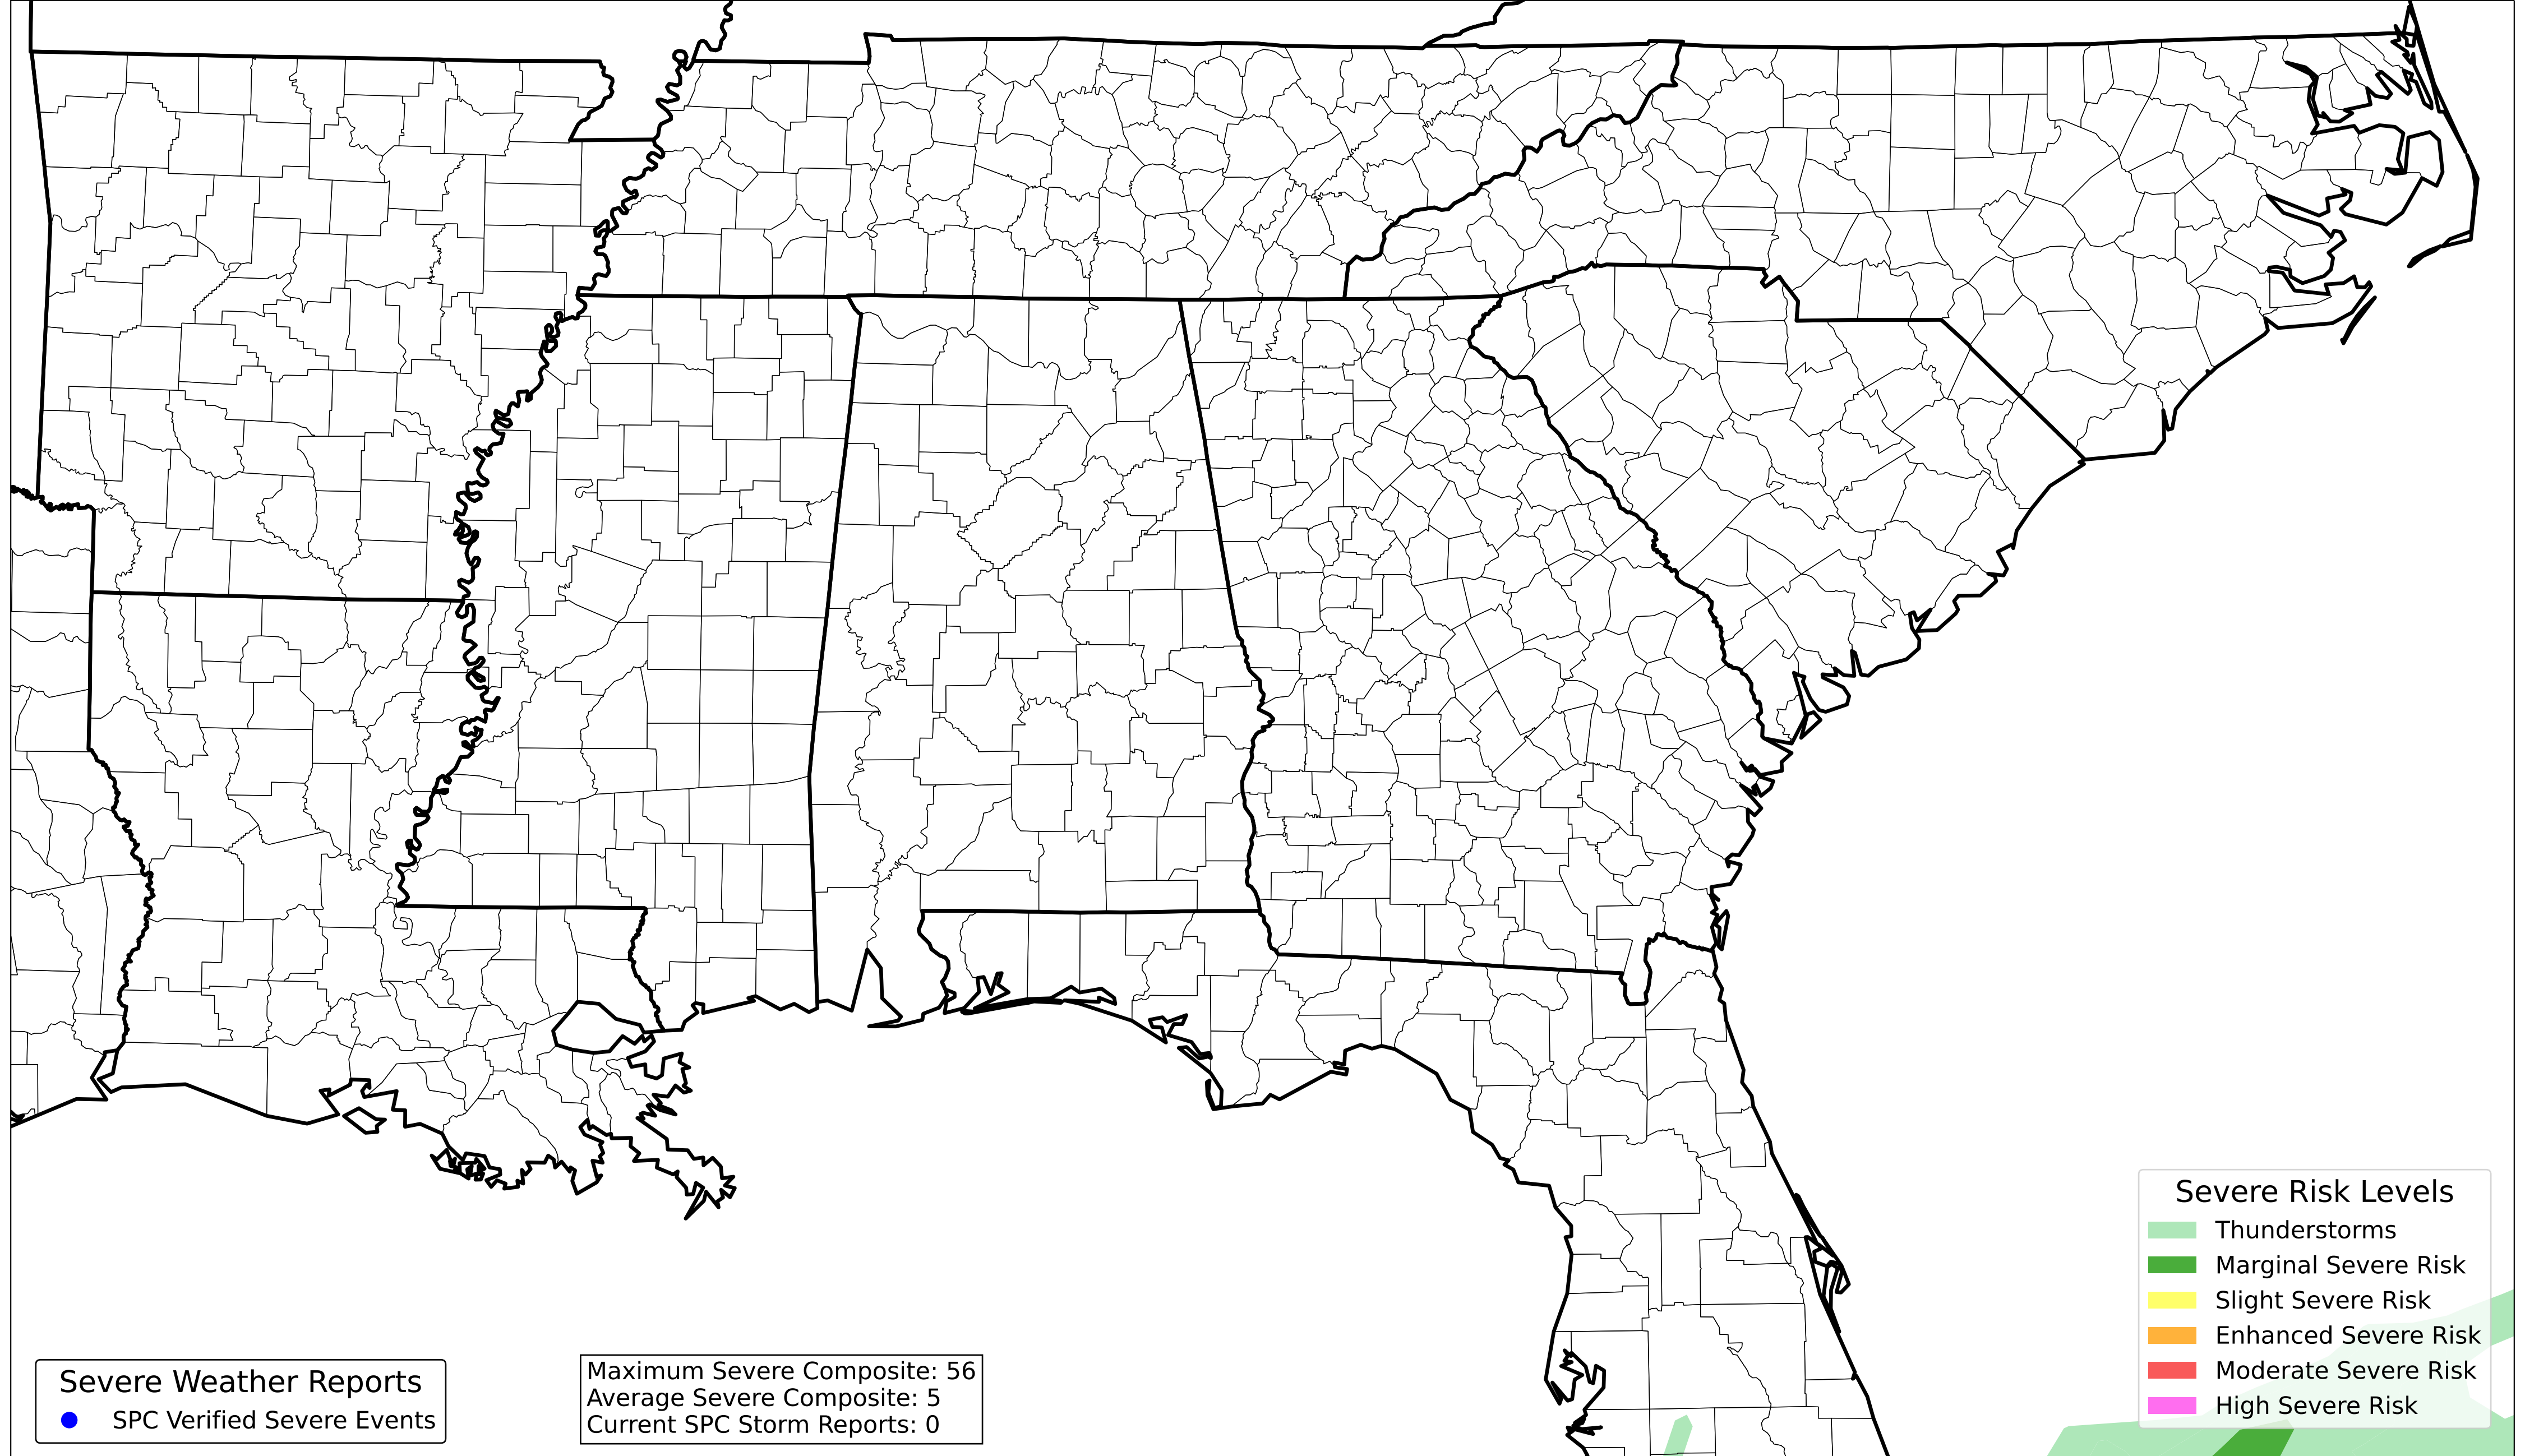 Severe Risk Levels
Thunderstorms
Marginal Severe Risk
Slight Severe Risk
Enhanced Severe Risk
Moderate Severe Risk
High Severe Risk
Severe Weather Reports
SPC Verified Severe Events
Maximum Severe Composite: 56
Average Severe Composite: 5
Current SPC Storm Reports: 0